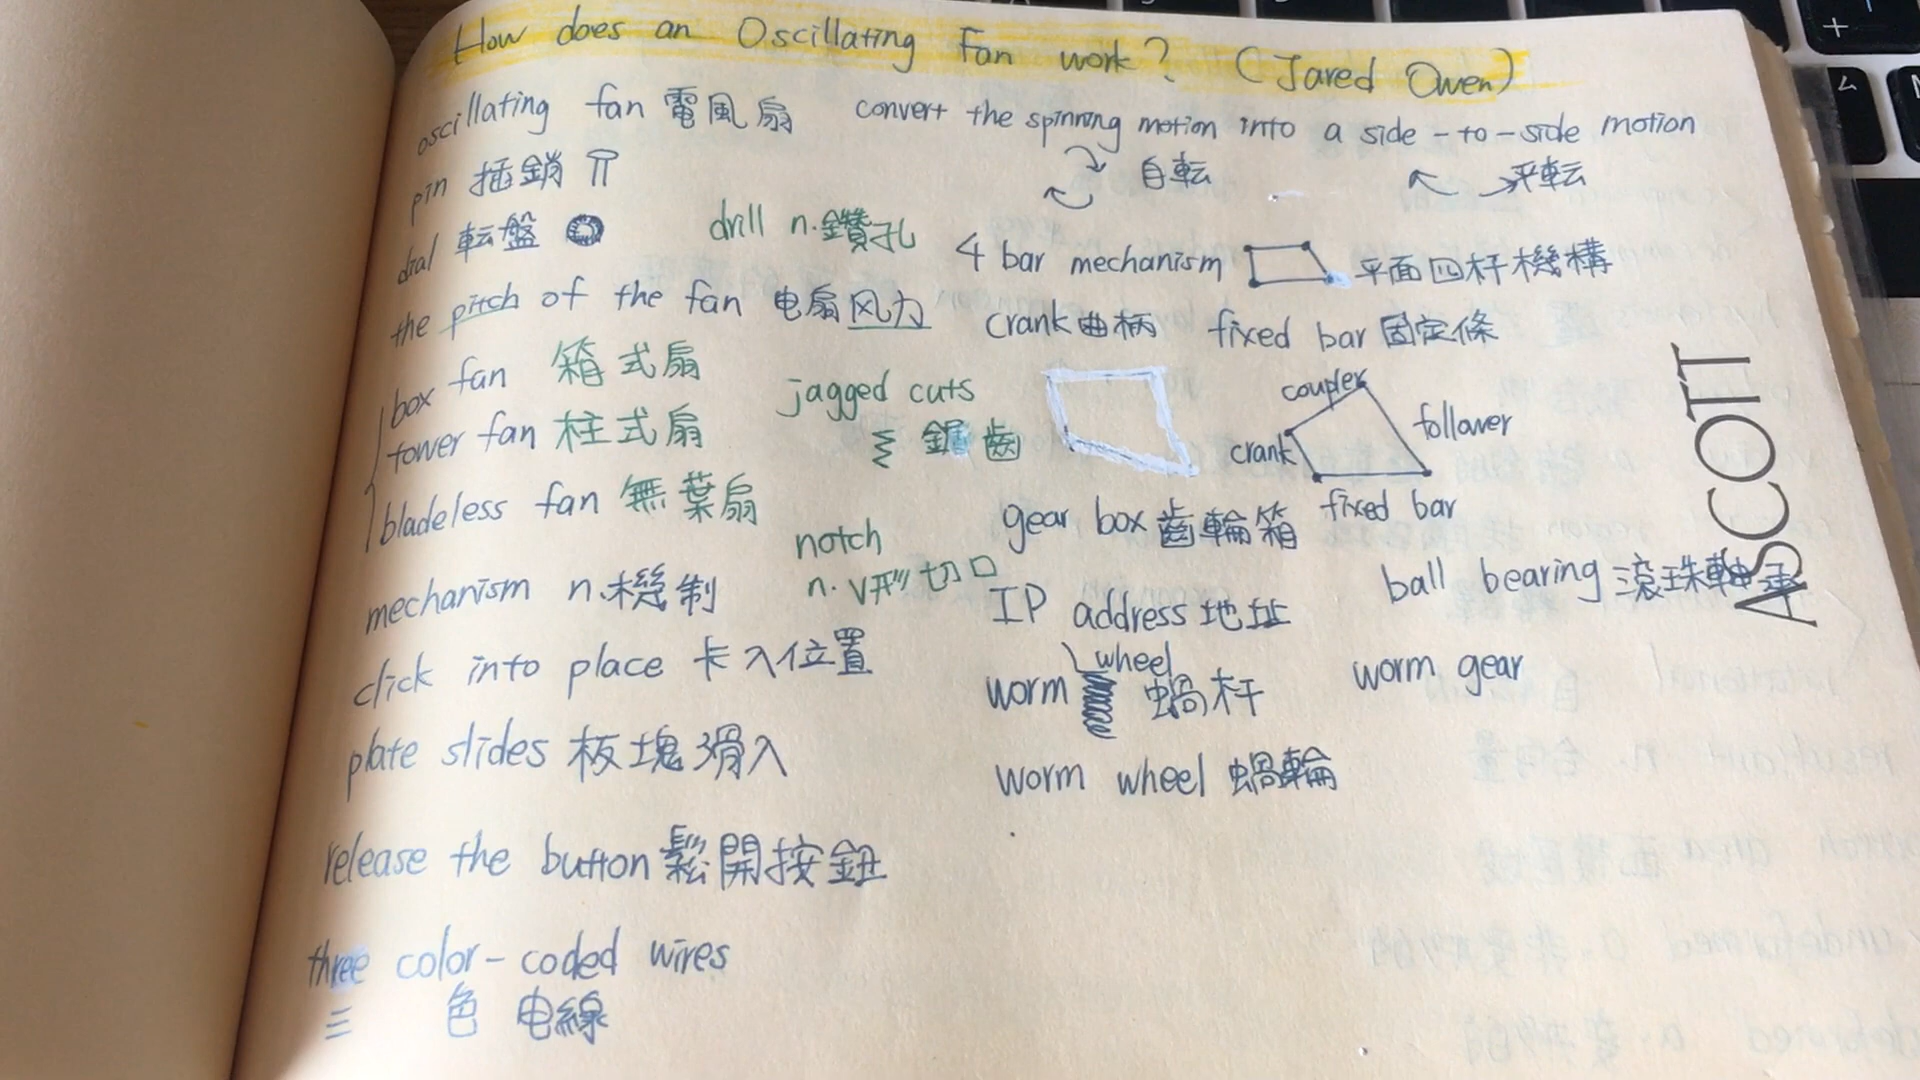 How does an Oscillating Fan work? (Jared Owen)
oscillating fan 電風扇
pin 插銷
dial 転盤
drill n.鑽孔
the pitch of the fan 电扇风力
box fan 箱式扇
tower fan 柱式扇
bladeless fan 無葉扇
jagged cuts
鋸齒
notch
n. V形切口
mechanism n.機制
click into place 卡入位置
plate slides 板塊滑入
release the button 鬆開按鈕
three color-coded wires
三 色 电線
convert the spinning motion into a side-to-side motion
自転 平転
4 bar mechanism 平面四杆機構
crank 曲柄 fixed bar 固定條
coupler
follower
crank
fixed bar
gear box 齒輪箱
ball bearing 滾珠軸承
IP address 地址
wheel
worm 蝸杆
worm gear
worm wheel 蝸輪
ASCOTT